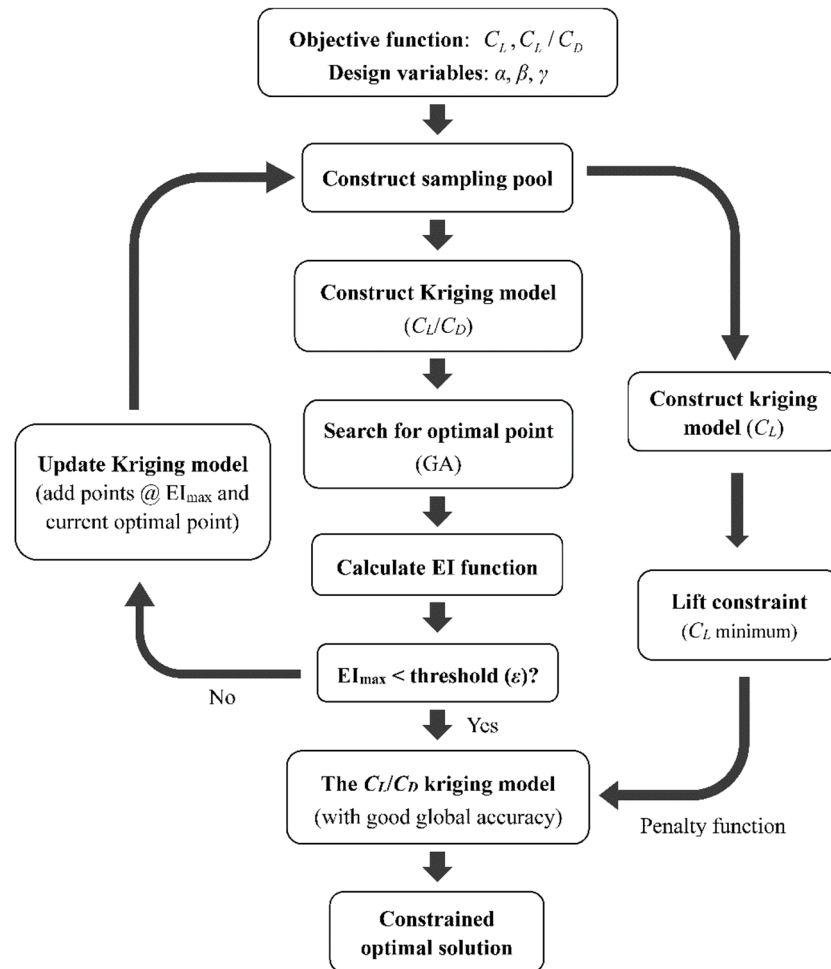 Objective function: C_L, C_L / C_D
Design variables: α, β, γ
Construct sampling pool
Construct Kriging model
(C_L/C_D)
Construct kriging
model (C_L)
Search for optimal point
(GA)
Update Kriging model
(add points @ EI_max and
current optimal point)
Calculate EI function
Lift constraint
(C_L minimum)
EI_max < threshold (ε)?
No
Yes
The C_L/C_D kriging model
(with good global accuracy)
Penalty function
Constrained
optimal solution